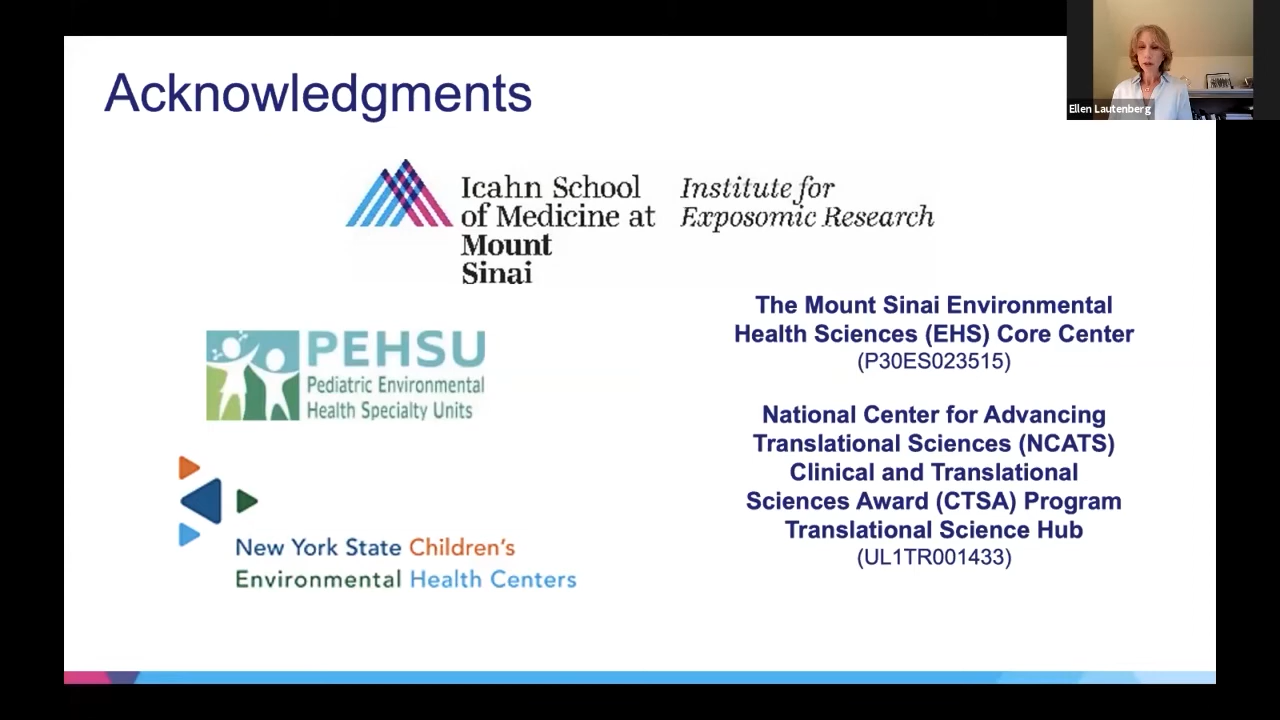 Acknowledgments
Ellen Lautenberg
Icahn School
of Medicine at
Mount
Sinai
Institute for
Exposomic Research
PEHSU
Pediatric Environmental
Health Specialty Units
New York State Children's
Environmental Health Centers
The Mount Sinai Environmental
Health Sciences (EHS) Core Center
(P30ES023515)
National Center for Advancing
Translational Sciences (NCATS)
Clinical and Translational
Sciences Award (CTSA) Program
Translational Science Hub
(UL1TR001433)